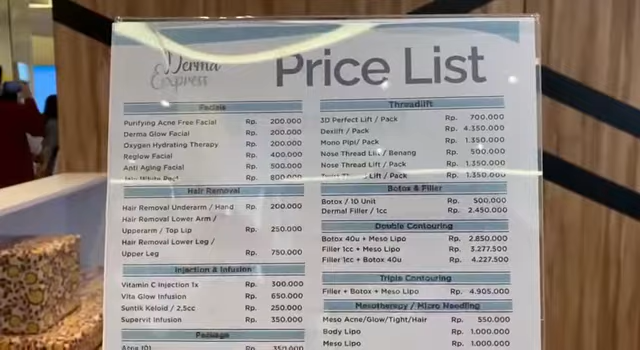 Derma
Express
Price List
Facials
Purifying Acne Free Facial Rp. 200.000
Derma Glow Facial Rp. 200.000
Oxygen Hydrating Therapy Rp. 200.000
Reglow Facial Rp. 400.000
Anti Aging Facial Rp. 500.000
White Rp. 800.000
Hair Removal
Hair Removal Underarm / Hand Rp. 200.000
Hair Removal Lower Arm /
Upperarm / Top Lip Rp. 250.000
Hair Removal Lower Leg /
Upper Leg Rp. 750.000
Injection & Infusion
Vitamin C Injection 1x Rp. 300.000
Vita Glow Infusion Rp. 650.000
Suntik Keloid / 2,5cc Rp. 250.000
Supervit Infusion Rp. 350.000
Package
Acne 101 350.000
Threadlift
3D Perfect Lift / Pack Rp. 700.000
Dexlift / Pack Rp. 4.350.000
Mono Pipi/ Pack Rp. 1.350.000
Nose Thread Lift / Benang Rp. 500.000
Nose Thread Lift / Pack Rp. 1.350.000
Lift / Pack Rp. 1.350.000
Botox & Filler
Botox / 10 Unit Rp. 500.000
Dermal Filler / 1cc Rp. 2.450.000
Double Contouring
Botox 40u + Meso Lipo Rp. 2.850.000
Filler 1cc + Meso Lipo Rp. 3.277.500
Filler 1cc + Botox 40u Rp. 4.227.500
Triple Contouring
Filler + Botox + Meso Lipo Rp. 4.905.000
Mesotherapy / Micro Needling
Meso Acne/Glow/Tight/Hair Rp. 550.000
Body Lipo Rp. 1.000.000
Meso Lipo Rp. 1.000.000